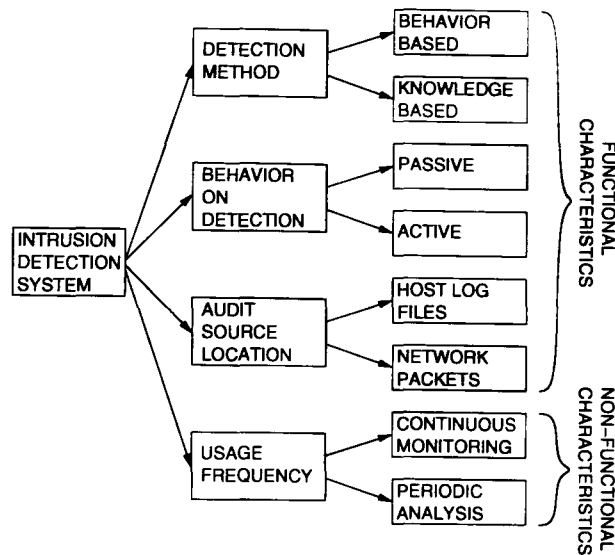 INTRUSION
DETECTION
SYSTEM
DETECTION
METHOD
BEHAVIOR
BASED
KNOWLEDGE
BASED
BEHAVIOR
ON
DETECTION
PASSIVE
ACTIVE
AUDIT
SOURCE
LOCATION
HOST LOG
FILES
NETWORK
PACKETS
USAGE
FREQUENCY
CONTINUOUS
MONITORING
PERIODIC
ANALYSIS
FUNCTIONAL
CHARACTERISTICS
NON-FUNCTIONAL
CHARACTERISTICS